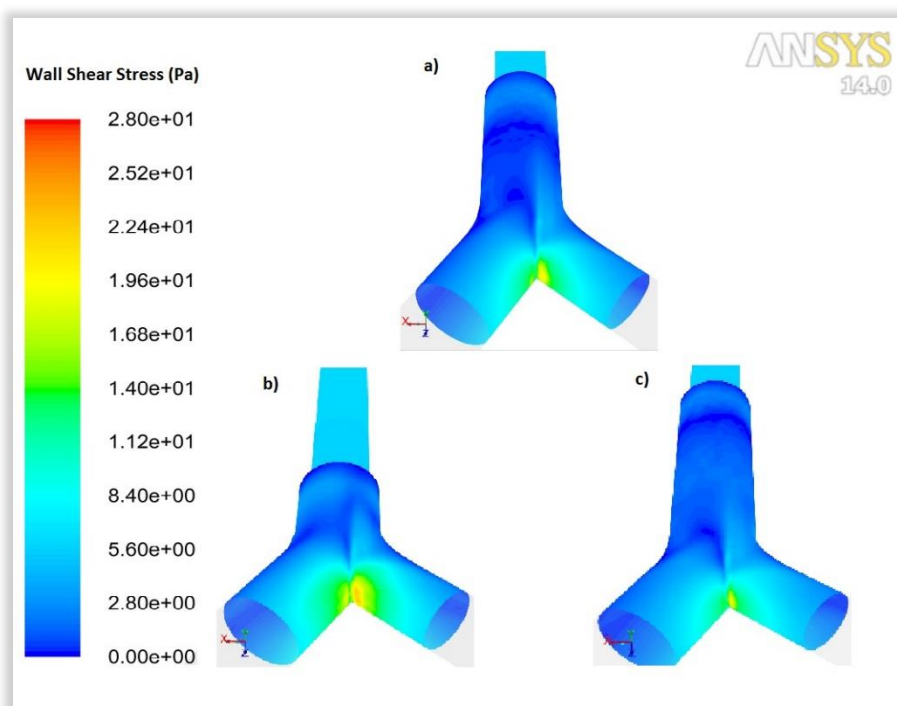 ANSYS
14.0
a)
Wall Shear Stress (Pa)
2.80e+01
2.52e+01
2.24e+01
1.96e+01
1.68e+01
1.40e+01
1.12e+01
8.40e+00
5.60e+00
2.80e+00
0.00e+00
X Y Z
b)
X Y Z
c)
X Y Z